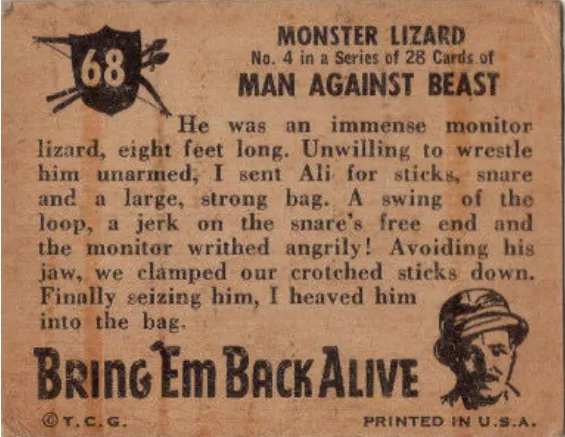 68
MONSTER LIZARD
No. 4 in a Series of 28 Cards of
MAN AGAINST BEAST
He was an immense monitor
lizard, eight feet long. Unwilling to wrestle
him unarmed, I sent Ali for sticks, snare
and a large, strong bag. A swing of the
loop, a jerk on the snare's free end and
the monitor writhed angrily! Avoiding his
jaw, we clamped our crotched sticks down.
Finally seizing him, I heaved him
into the bag.
BRING 'EM BACK ALIVE
© T.C.G.
PRINTED IN U.S.A.